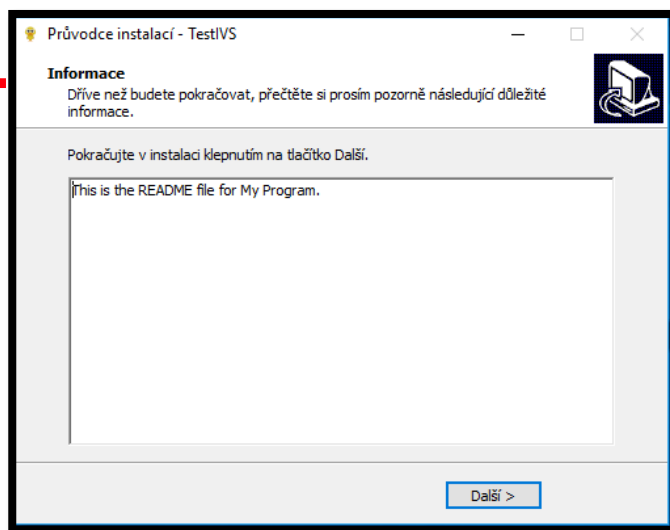 Průvodce instalací - TestIVS
Informace
Dříve než budete pokračovat, přečtěte si prosím pozorně následující důležité
informace.
Pokračujte v instalaci klepnutím na tlačítko Další.
This is the README file for My Program.
Další >